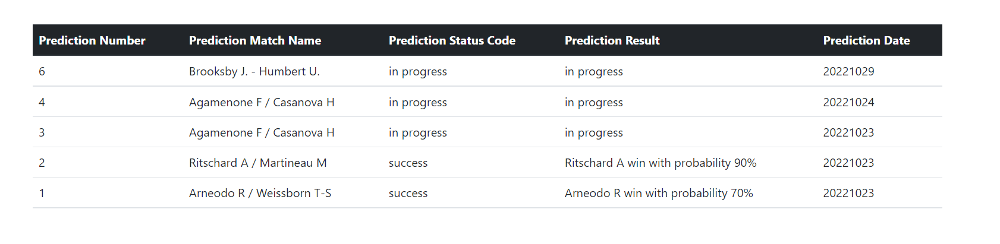 Prediction Number Prediction Match Name Prediction Status Code Prediction Result Prediction Date
6 Brooksby J. - Humbert U. in progress in progress 20221029
4 Agamenone F / Casanova H in progress in progress 20221024
3 Agamenone F / Casanova H in progress in progress 20221023
2 Ritschard A / Martineau M success Ritschard A win with probability 90% 20221023
1 Arneodo R / Weissborn T-S success Arneodo R win with probability 70% 20221023